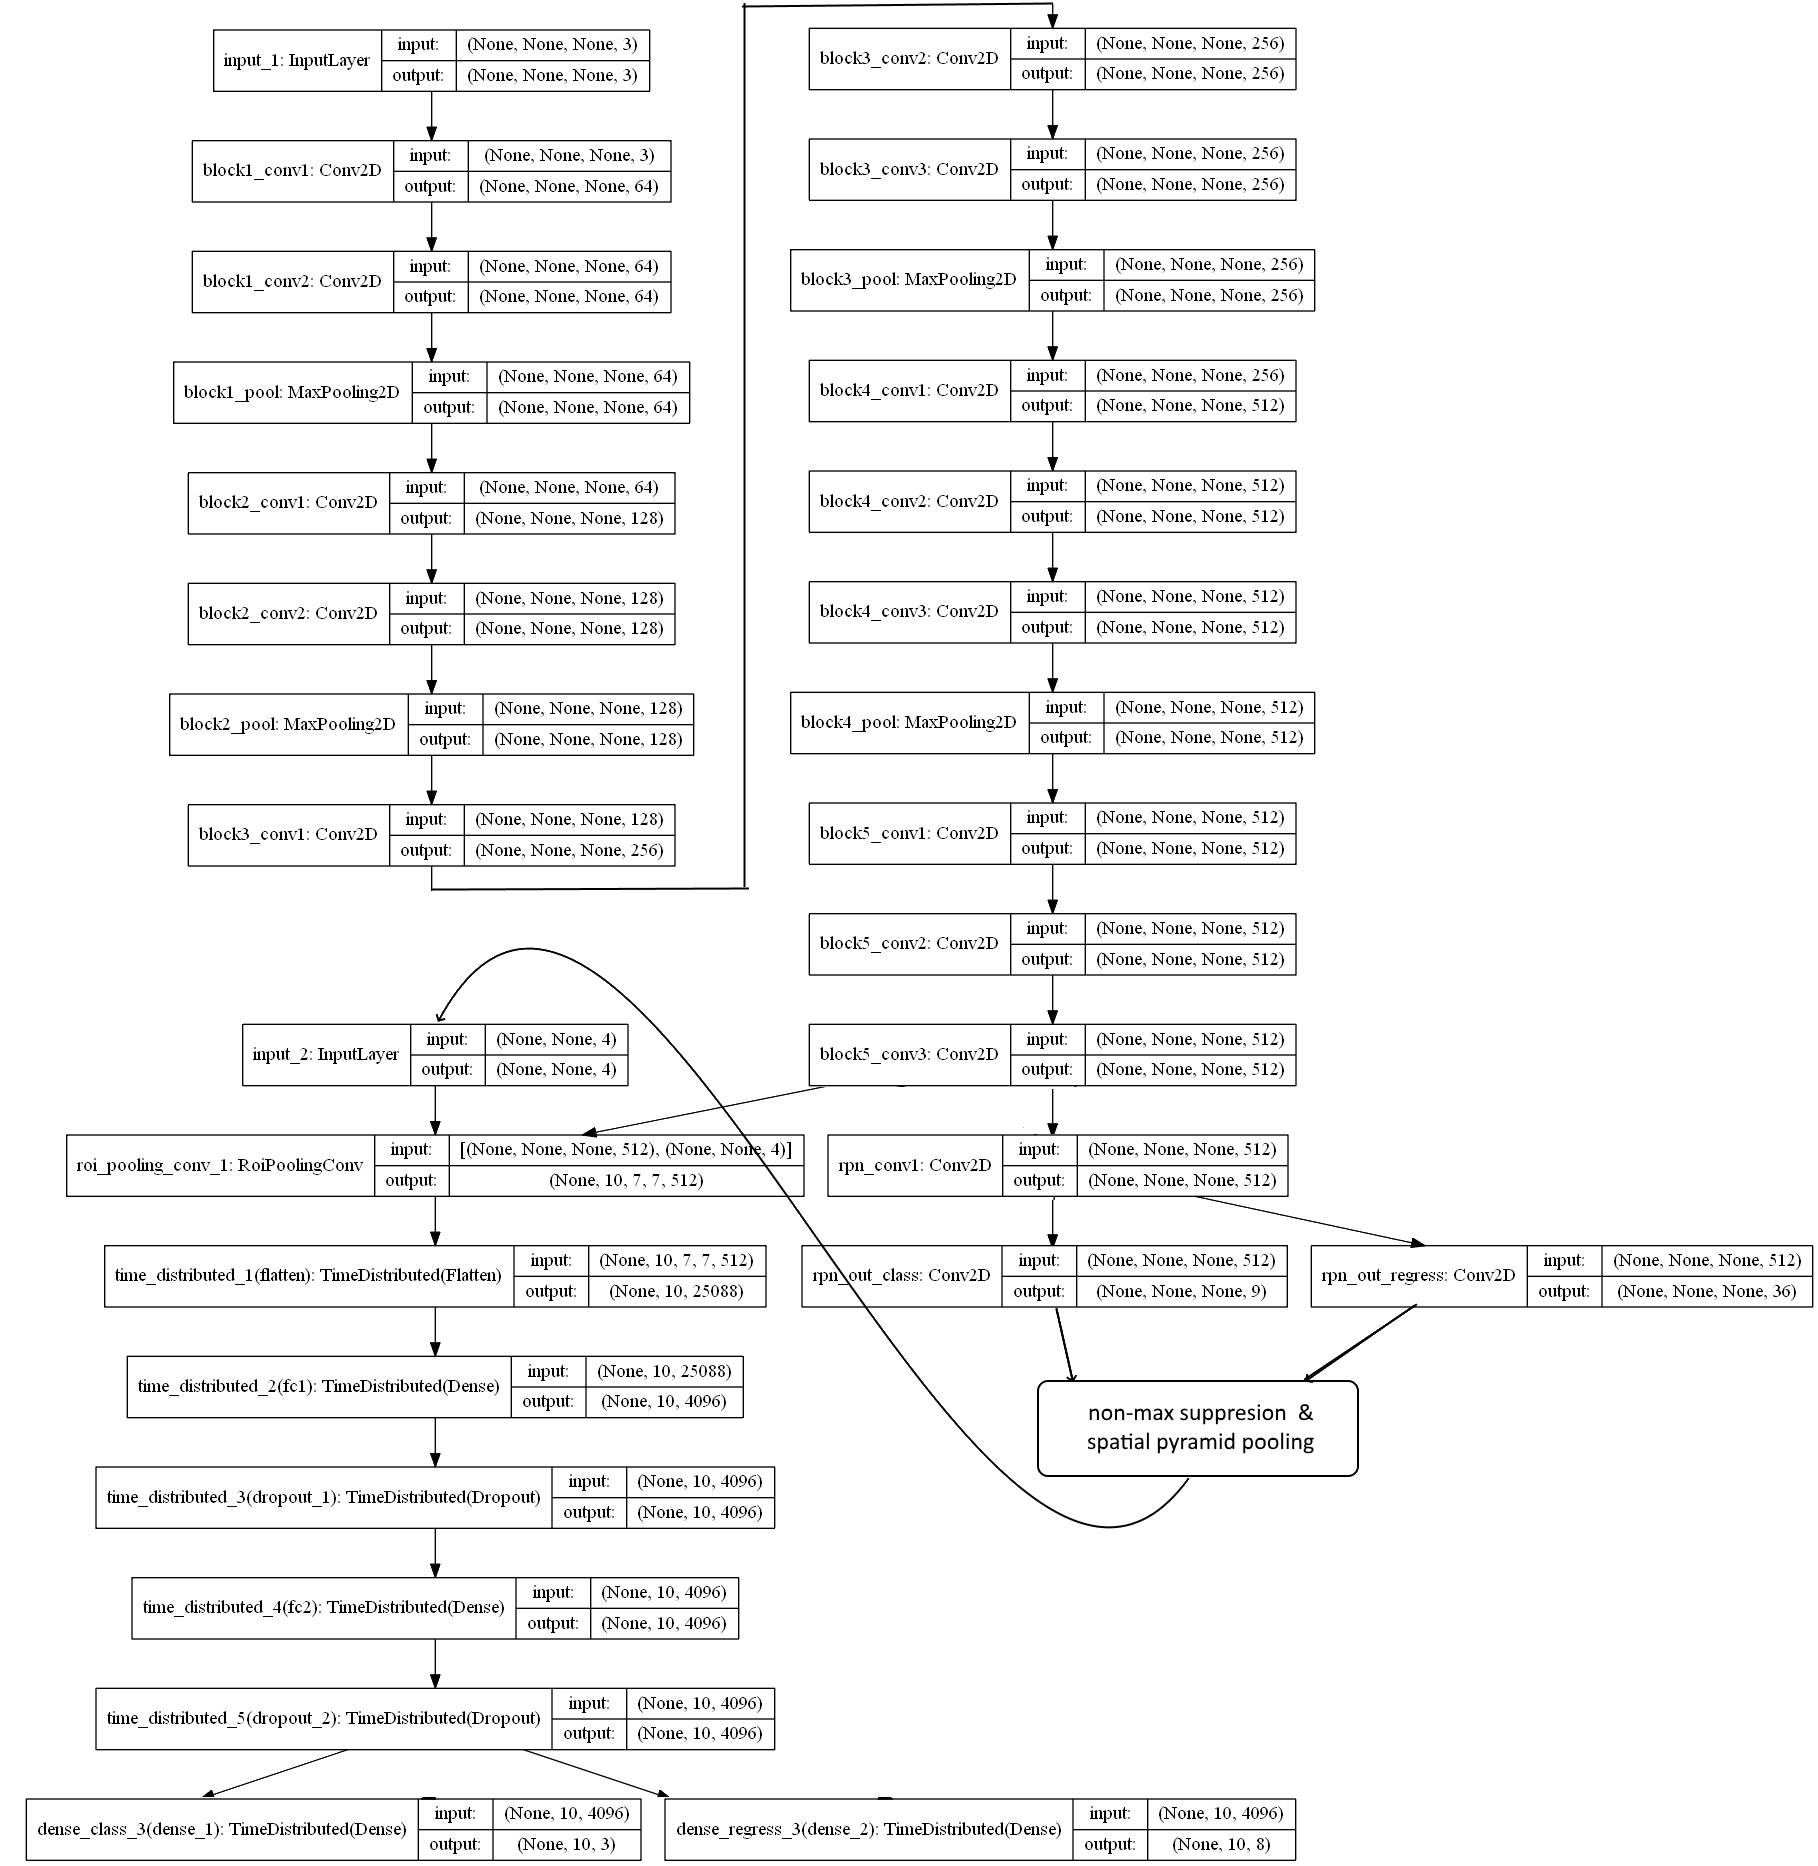 input_1: InputLayer
input: (None, None, None, 3)
output: (None, None, None, 3)
block1_conv1: Conv2D
input: (None, None, None, 3)
output: (None, None, None, 64)
block1_conv2: Conv2D
input: (None, None, None, 64)
output: (None, None, None, 64)
block1_pool: MaxPooling2D
input: (None, None, None, 64)
output: (None, None, None, 64)
block2_conv1: Conv2D
input: (None, None, None, 64)
output: (None, None, None, 128)
block2_conv2: Conv2D
input: (None, None, None, 128)
output: (None, None, None, 128)
block2_pool: MaxPooling2D
input: (None, None, None, 128)
output: (None, None, None, 128)
block3_conv1: Conv2D
input: (None, None, None, 128)
output: (None, None, None, 256)
block3_conv2: Conv2D
input: (None, None, None, 256)
output: (None, None, None, 256)
block3_conv3: Conv2D
input: (None, None, None, 256)
output: (None, None, None, 256)
block3_pool: MaxPooling2D
input: (None, None, None, 256)
output: (None, None, None, 256)
block4_conv1: Conv2D
input: (None, None, None, 256)
output: (None, None, None, 512)
block4_conv2: Conv2D
input: (None, None, None, 512)
output: (None, None, None, 512)
block4_conv3: Conv2D
input: (None, None, None, 512)
output: (None, None, None, 512)
block4_pool: MaxPooling2D
input: (None, None, None, 512)
output: (None, None, None, 512)
block5_conv1: Conv2D
input: (None, None, None, 512)
output: (None, None, None, 512)
block5_conv2: Conv2D
input: (None, None, None, 512)
output: (None, None, None, 512)
block5_conv3: Conv2D
input: (None, None, None, 512)
output: (None, None, None, 512)
rpn_conv1: Conv2D
input: (None, None, None, 512)
output: (None, None, None, 512)
rpn_out_class: Conv2D
input: (None, None, None, 512)
output: (None, None, None, 9)
rpn_out_regress: Conv2D
input: (None, None, None, 512)
output: (None, None, None, 36)
non-max suppresion &
spatial pyramid pooling
input_2: InputLayer
input: (None, None, 4)
output: (None, None, 4)
roi_pooling_conv_1: RoiPoolingConv
input: [(None, None, None, 512), (None, None, 4)]
output: (None, 10, 7, 7, 512)
time_distributed_1(flatten): TimeDistributed(Flatten)
input: (None, 10, 7, 7, 512)
output: (None, 10, 25088)
time_distributed_2(fc1): TimeDistributed(Dense)
input: (None, 10, 25088)
output: (None, 10, 4096)
time_distributed_3(dropout_1): TimeDistributed(Dropout)
input: (None, 10, 4096)
output: (None, 10, 4096)
time_distributed_4(fc2): TimeDistributed(Dense)
input: (None, 10, 4096)
output: (None, 10, 4096)
time_distributed_5(dropout_2): TimeDistributed(Dropout)
input: (None, 10, 4096)
output: (None, 10, 4096)
dense_class_3(dense_1): TimeDistributed(Dense)
input: (None, 10, 4096)
output: (None, 10, 3)
dense_regress_3(dense_2): TimeDistributed(Dense)
input: (None, 10, 4096)
output: (None, 10, 8)